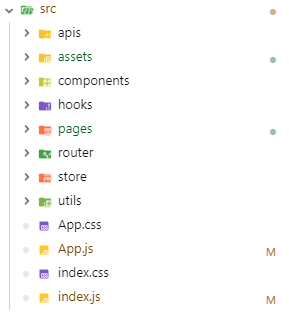 src
apis
assets
components
hooks
pages
router
store
utils
App.css
App.js M
index.css
index.js M